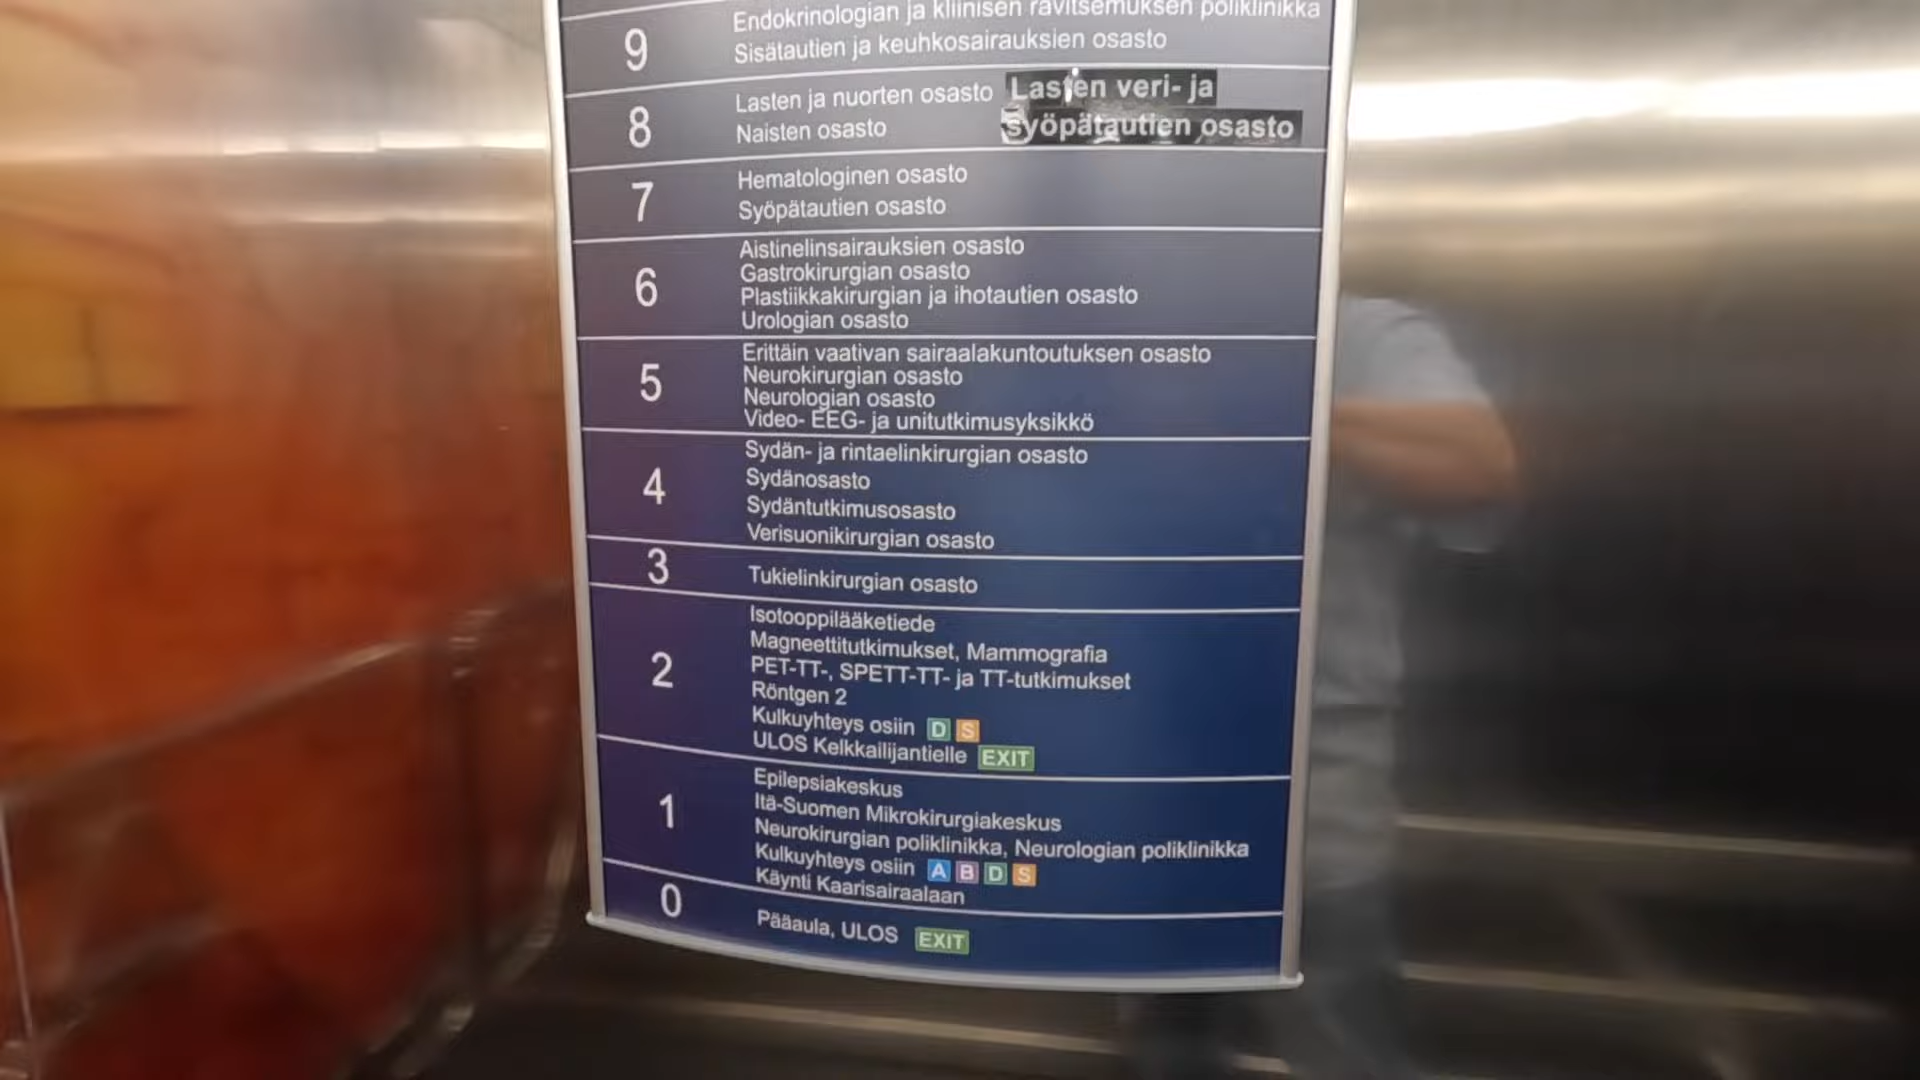 9
Endokrinologian ja kliinisen ravitsemuksen poliklinikka
Sisätautien ja keuhkosairauksien osasto
8
Lasten ja nuorten osasto
Naisten osasto
Lasten veri- ja
syöpätautien osasto
7
Hematologinen osasto
Syöpätautien osasto
6
Aistinelinsairauksien osasto
Gastrokirurgian osasto
Plastiikkakirurgian ja ihotautien osasto
Urologian osasto
5
Erittäin vaativan sairaalakuntoutuksen osasto
Neurokirurgian osasto
Neurologian osasto
Video- EEG- ja unitutkimusyksikkö
4
Sydän- ja rintaelinkirurgian osasto
Sydänosasto
Sydäntutkimusosasto
Verisuonikirurgian osasto
3
Tukielinkirurgian osasto
2
Isotooppilääketiede
Magneettitutkimukset, Mammografia
PET-TT-, SPETT-TT- ja TT-tutkimukset
Röntgen 2
Kulkuyhteys osiin D S
ULOS Kelkkailijantielle EXIT
1
Epilepsiakeskus
Itä-Suomen Mikrokirurgiakeskus
Neurokirurgian poliklinikka, Neurologian poliklinikka
Kulkuyhteys osiin A B D S
Käynti Kaarisairaalaan
0
Pääaula, ULOS EXIT